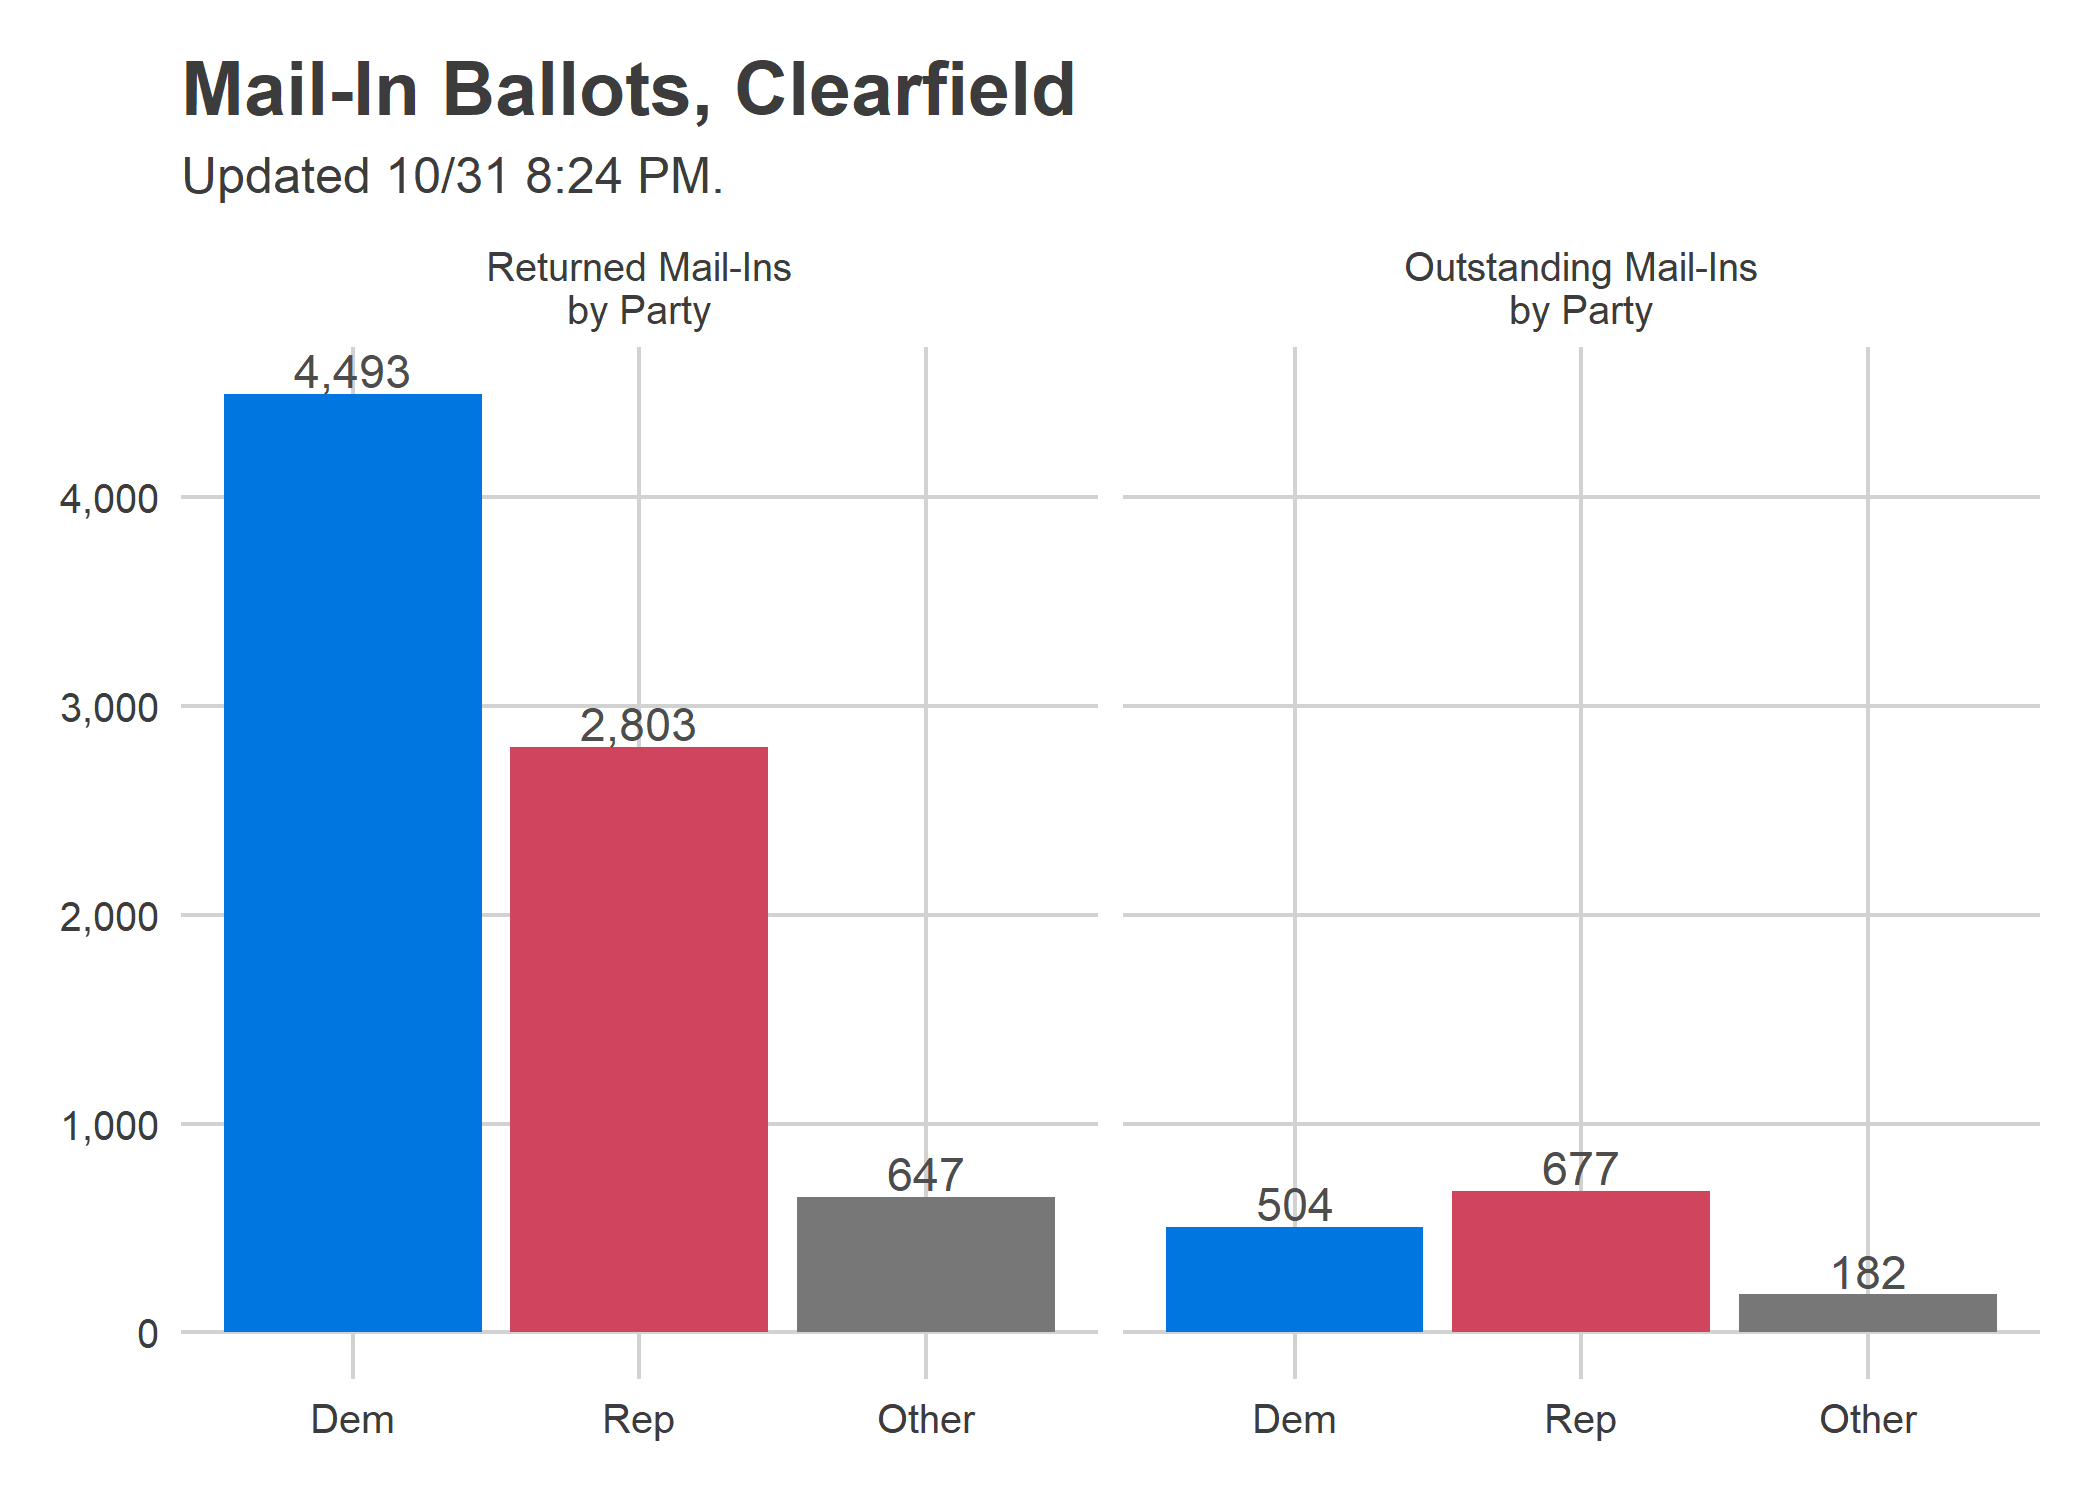 Mail-In Ballots, Clearfield
Updated 10/31 8:24 PM.
Returned Mail-Ins
by Party
Outstanding Mail-Ins
by Party
4,000
3,000
2,000
1,000
0
4,493
2,803
647
504
677
182
Dem
Rep
Other
Dem
Rep
Other